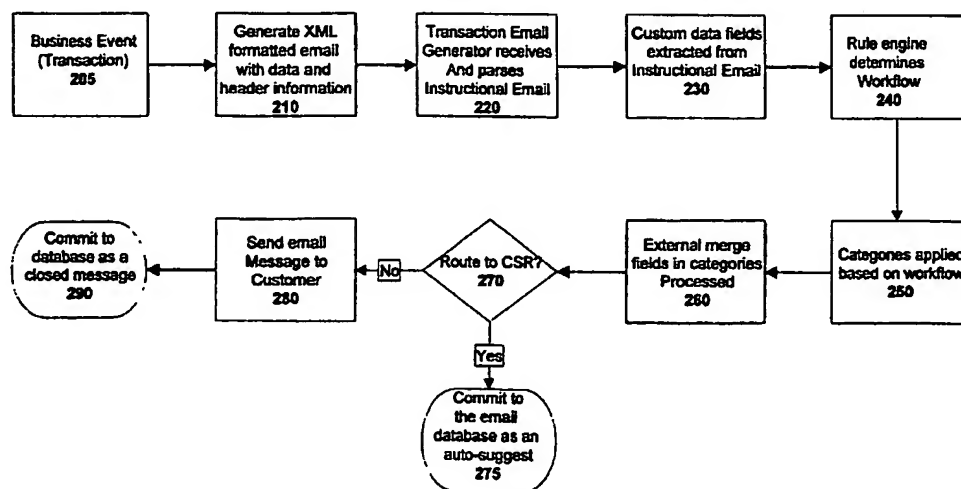 Business Event
(Transaction)
205
Generate XML
formatted email
with data and
header information
210
Transaction Email
Generator receives
And parses
Instructional Email
220
Custom data fields
extracted from
Instructional Email
230
Rule engine
determines
Workflow
240
Categories applied
based on workflow
250
External merge
fields in categories
Processed
260
Route to CSR?
270
No
Send email
Message to
Customer
280
Commit to
database as a
closed message
290
Yes
Commit to
the email
database as an
auto-suggest
275